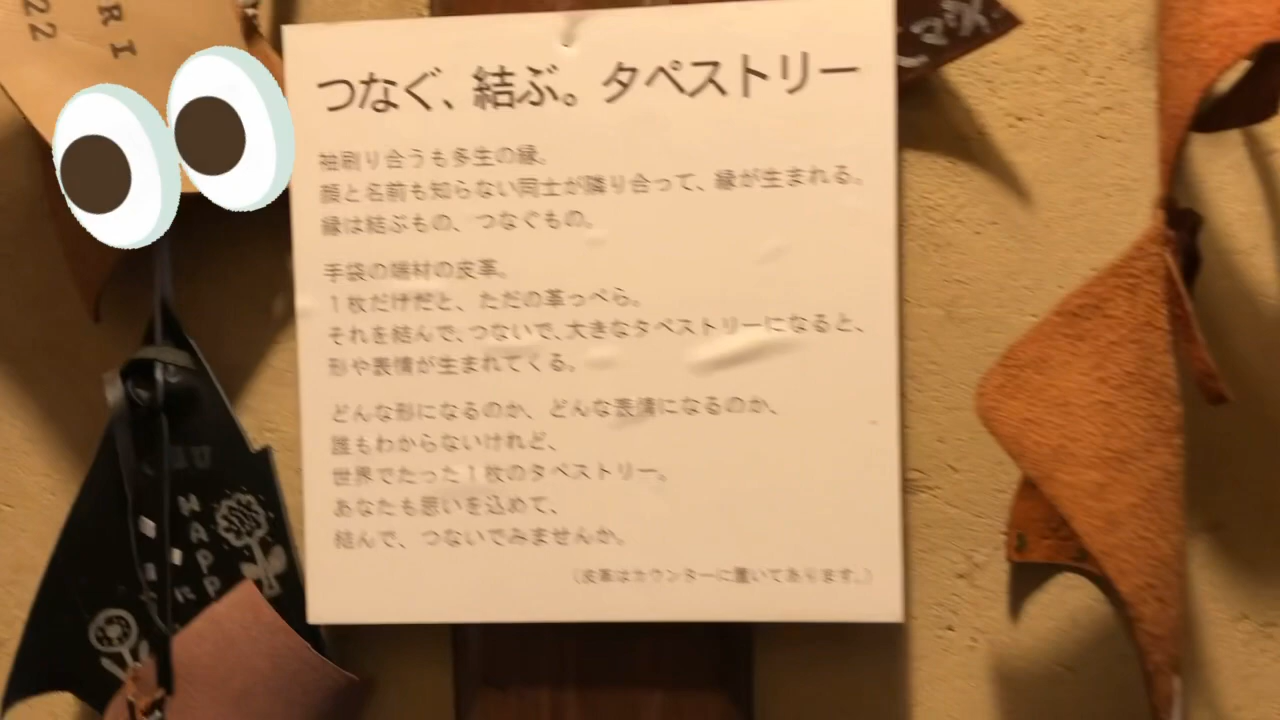 つなぐ、結ぶ。タペストリー
袖刷り合うも多生の縁。
顔と名前も知らない同士が隣り合って、縁が生まれる。
縁は結ぶもの、つなぐもの。
手袋の端材の皮革。
1枚だけだと、ただの革っぺら。
それを結んで、つないで、大きなタペストリーになると、
形や表情が生まれてくる。
どんな形になるのか、どんな表情になるのか、
誰もわからないけれど、
世界でたった1枚のタペストリー。
あなたも思いを込めて、
結んで、つないでみませんか。
(皮革はカウンターに置いてあります。)
22
RI
HAPP
に